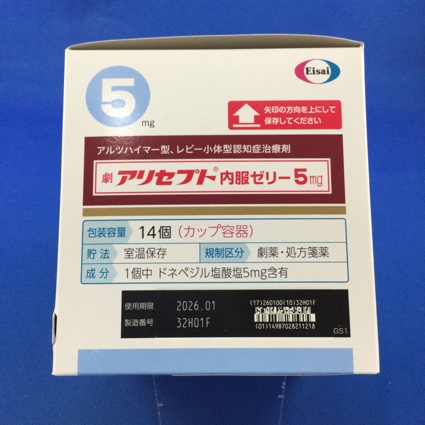 5
mg
Eisai
矢印の方向を上にして
保存してください
アルツハイマー型、レビー小体型認知症治療剤
劇 アリセプト® 内服ゼリー5mg
包装容量 14個（カップ容器）
貯法 室温保存 規制区分 劇薬・処方箋薬
成分 1個中 ドネペジル塩酸塩5mg含有
使用期限 2026.01
製造番号 32H01F
(17)260100(10)32H01F
(01)14987028211218
GS1